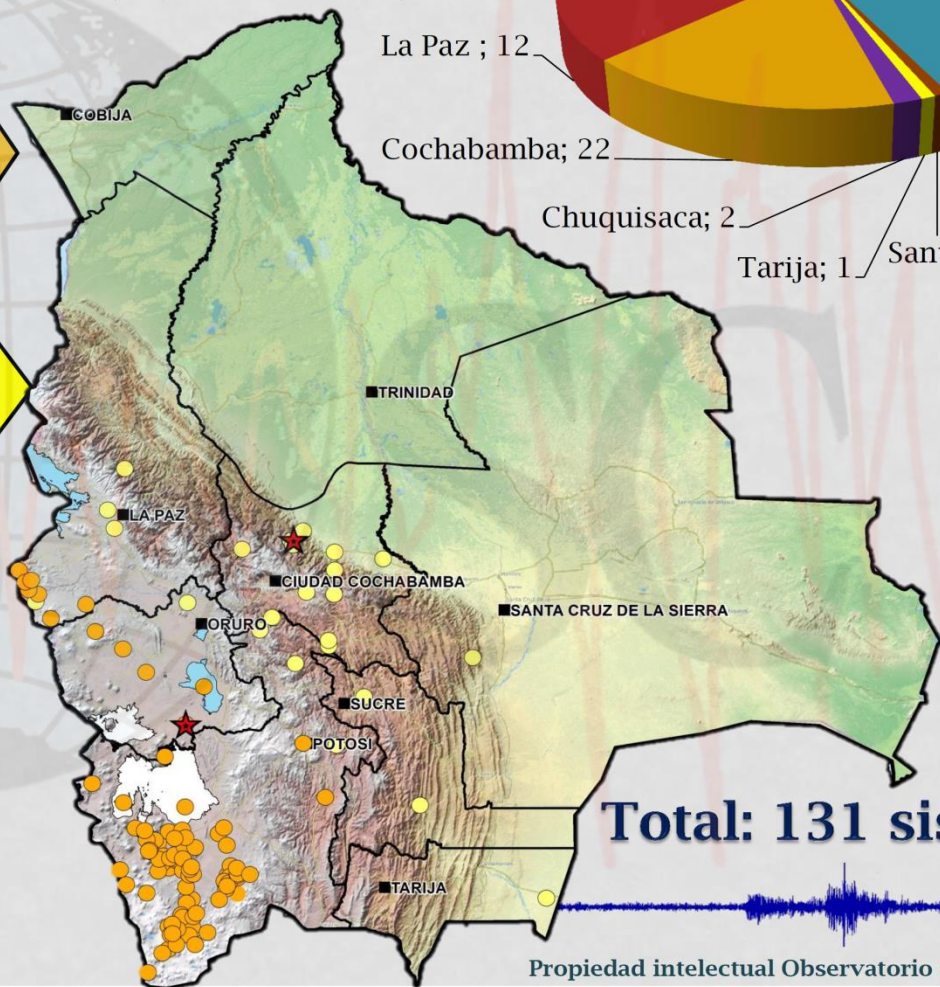 La Paz ; 12
Cochabamba; 22
Chuquisaca; 2
Tarija; 1
COBIJA
TRINIDAD
LA PAZ
CIUDAD COCHABAMBA
SANTA CRUZ DE LA SIERRA
ORURO
SUCRE
POTOSI
Total: 131
TARIJA
Propiedad intelectual Observatorio